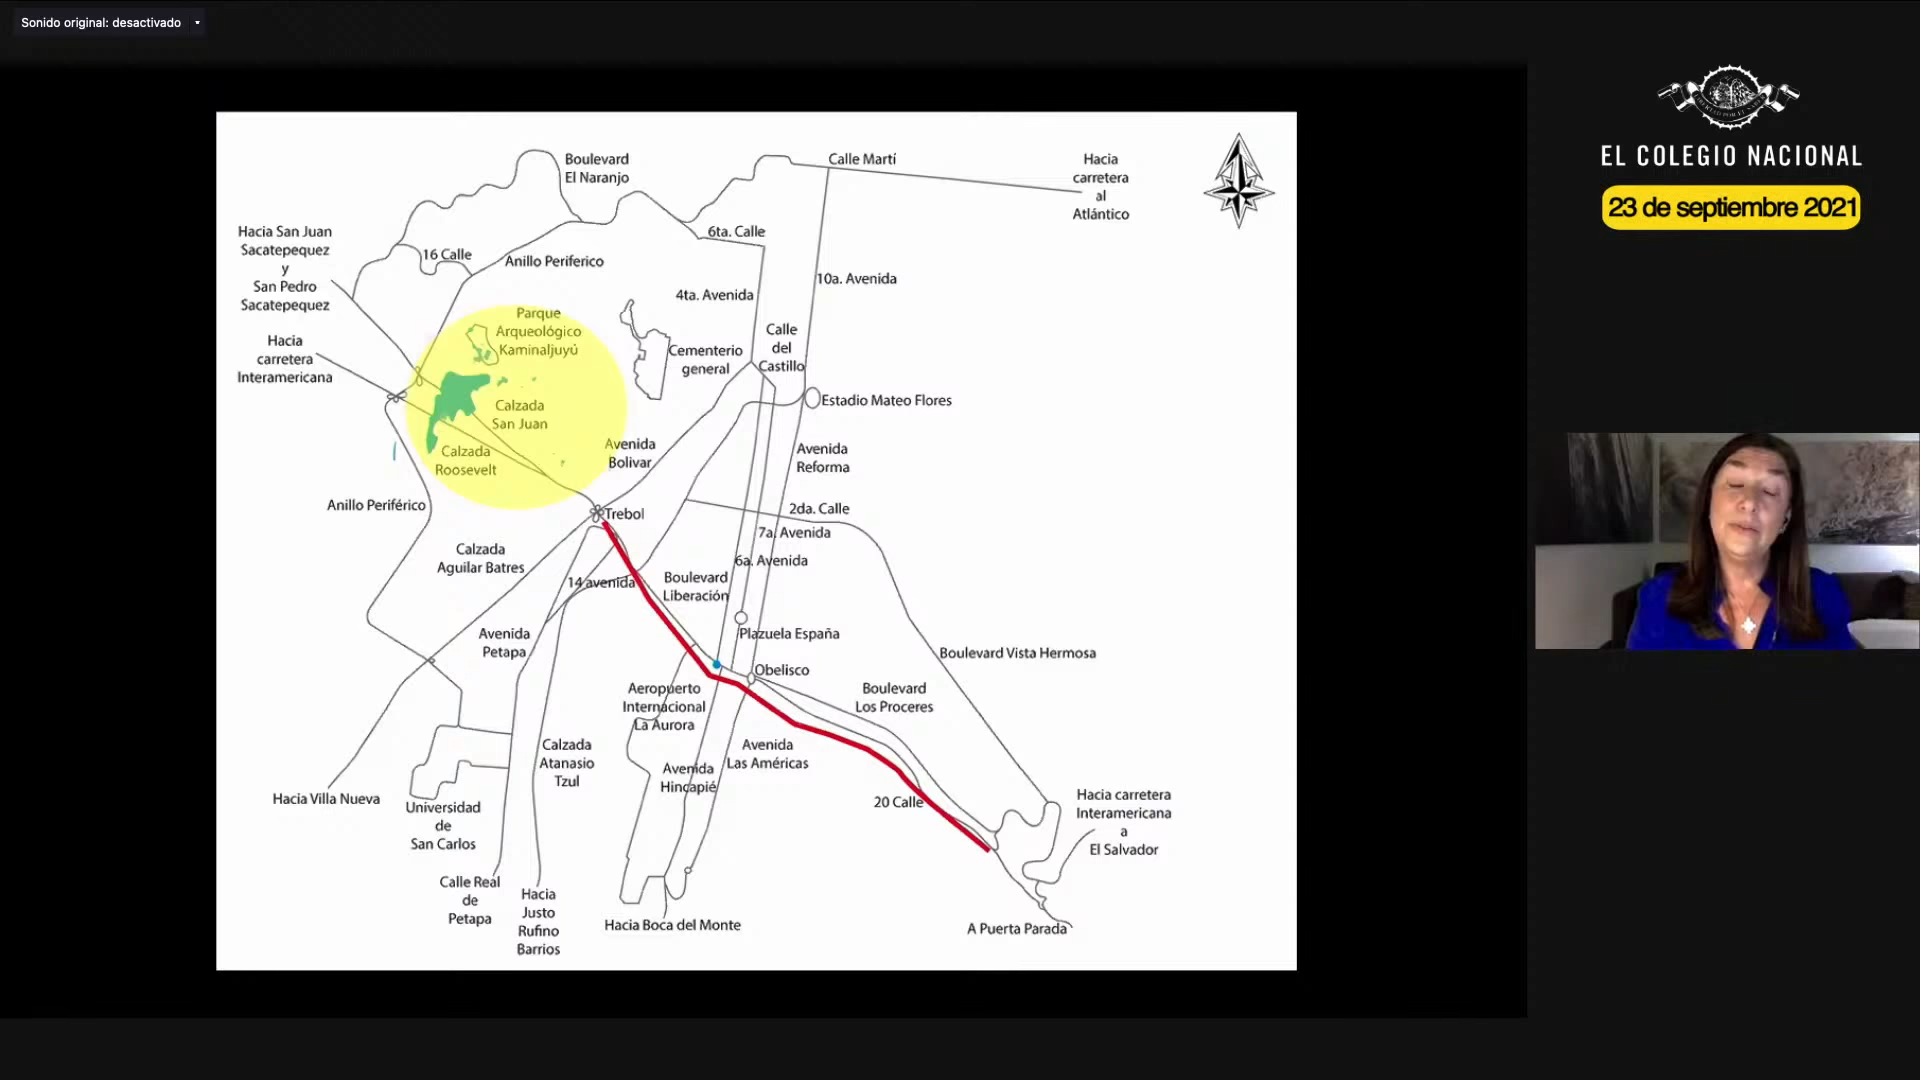 Sonido original: desactivado
EL COLEGIO NACIONAL
23 de septiembre 2021
Boulevard
El Naranjo
Calle Martí
Hacia
carretera
al
Atlántico
Hacia San Juan
Sacatepequez
y
San Pedro
Sacatepequez
16 Calle
Anillo Periferico
6ta. Calle
4ta. Avenida
10a. Avenida
Hacia
carretera
Interamericana
Parque
Arqueológico
Kaminaljuyú
Cementerio
general
Calle
del
Castillo
Estadio Mateo Flores
Calzada
San Juan
Calzada
Roosevelt
Avenida
Bolivar
Avenida
Reforma
Anillo Periférico
Trebol
2da. Calle
7a. Avenida
6a. Avenida
Calzada
Aguilar Batres
14 avenida
Boulevard
Liberación
Plazuela España
Avenida
Petapa
Obelisco
Boulevard Vista Hermosa
Aeropuerto
Internacional
La Aurora
Boulevard
Los Proceres
Calzada
Atanasio
Tzul
Avenida
Las Américas
Avenida
Hincapié
20 Calle
Hacia Villa Nueva
Universidad
de
San Carlos
Hacia carretera
Interamericana
a
El Salvador
Calle Real
de
Petapa
Hacia
Justo
Rufino
Barrios
Hacia Boca del Monte
A Puerta Parada